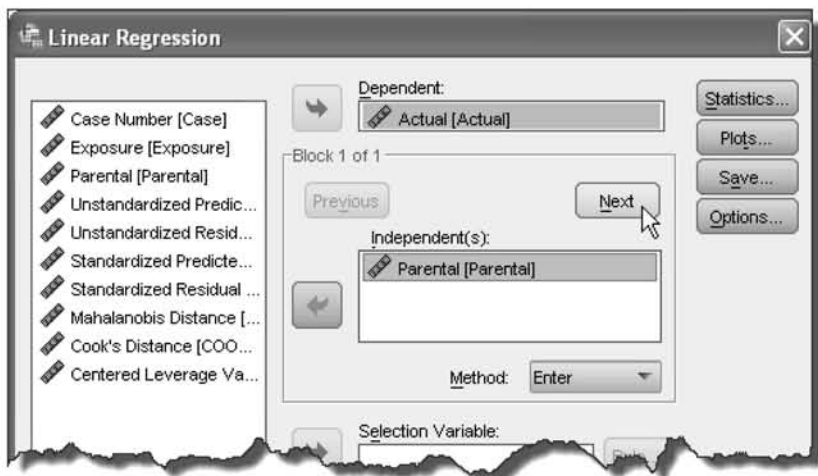 Linear Regression
Case Number [Case]
Exposure [Exposure]
Parental [Parental]
Unstandardized Predic...
Unstandardized Resid...
Standardized Predicte...
Standardized Residual ...
Mahalanobis Distance [...
Cook's Distance [COO...
Centered Leverage Va...
Dependent:
Actual [Actual]
Block 1 of 1
Previous
Next
Independent(s):
Parental [Parental]
Method: Enter
Selection Variable:
Statistics...
Plots...
Save...
Options...